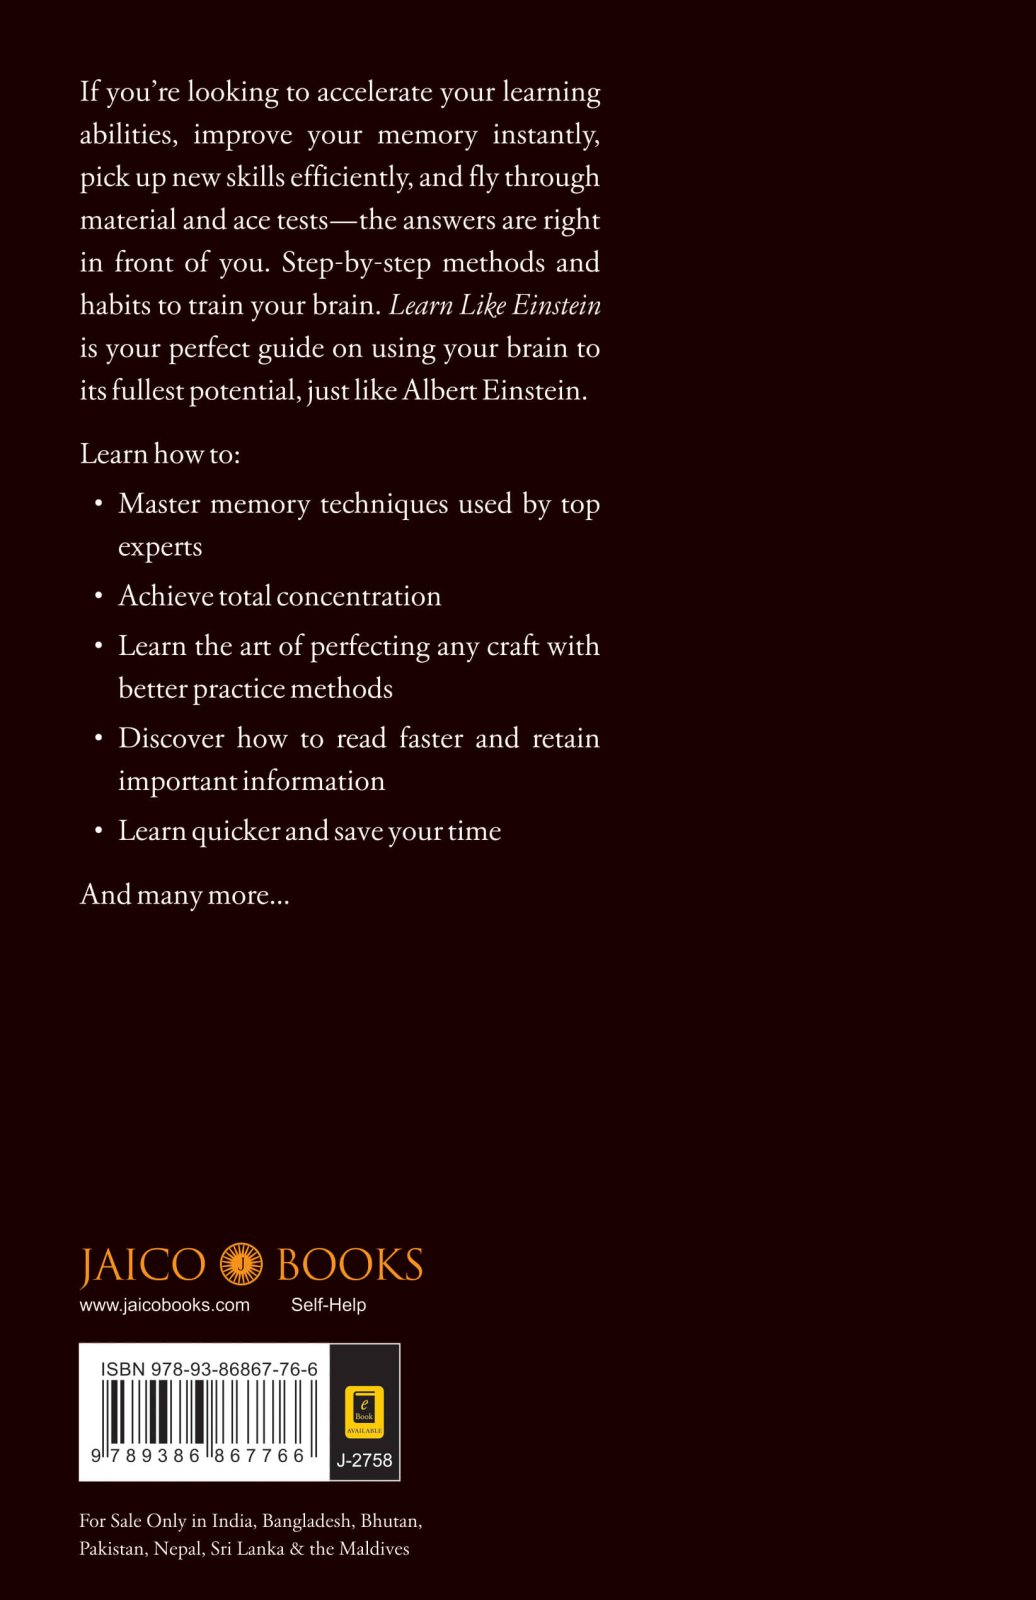 If you’re looking to accelerate your learning
abilities, improve your memory instantly,
pick up new skills efficiently, and fly through
material and ace tests—the answers are right
in front of you. Step-by-step methods and
habits to train your brain. Learn Like Einstein
is your perfect guide on using your brain to
its fullest potential, just like Albert Einstein.
Learn how to:
• Master memory techniques used by top
experts
• Achieve total concentration
• Learn the art of perfecting any craft with
better practice methods
• Discover how to read faster and retain
important information
• Learn quicker and save your time
And many more...
JAICO J BOOKS
www.jaicobooks.com Self-Help
ISBN 978-93-86867-76-6
9 789386 867766
e
Book
AVAILABLE
J-2758
For Sale Only in India, Bangladesh, Bhutan,
Pakistan, Nepal, Sri Lanka & the Maldives